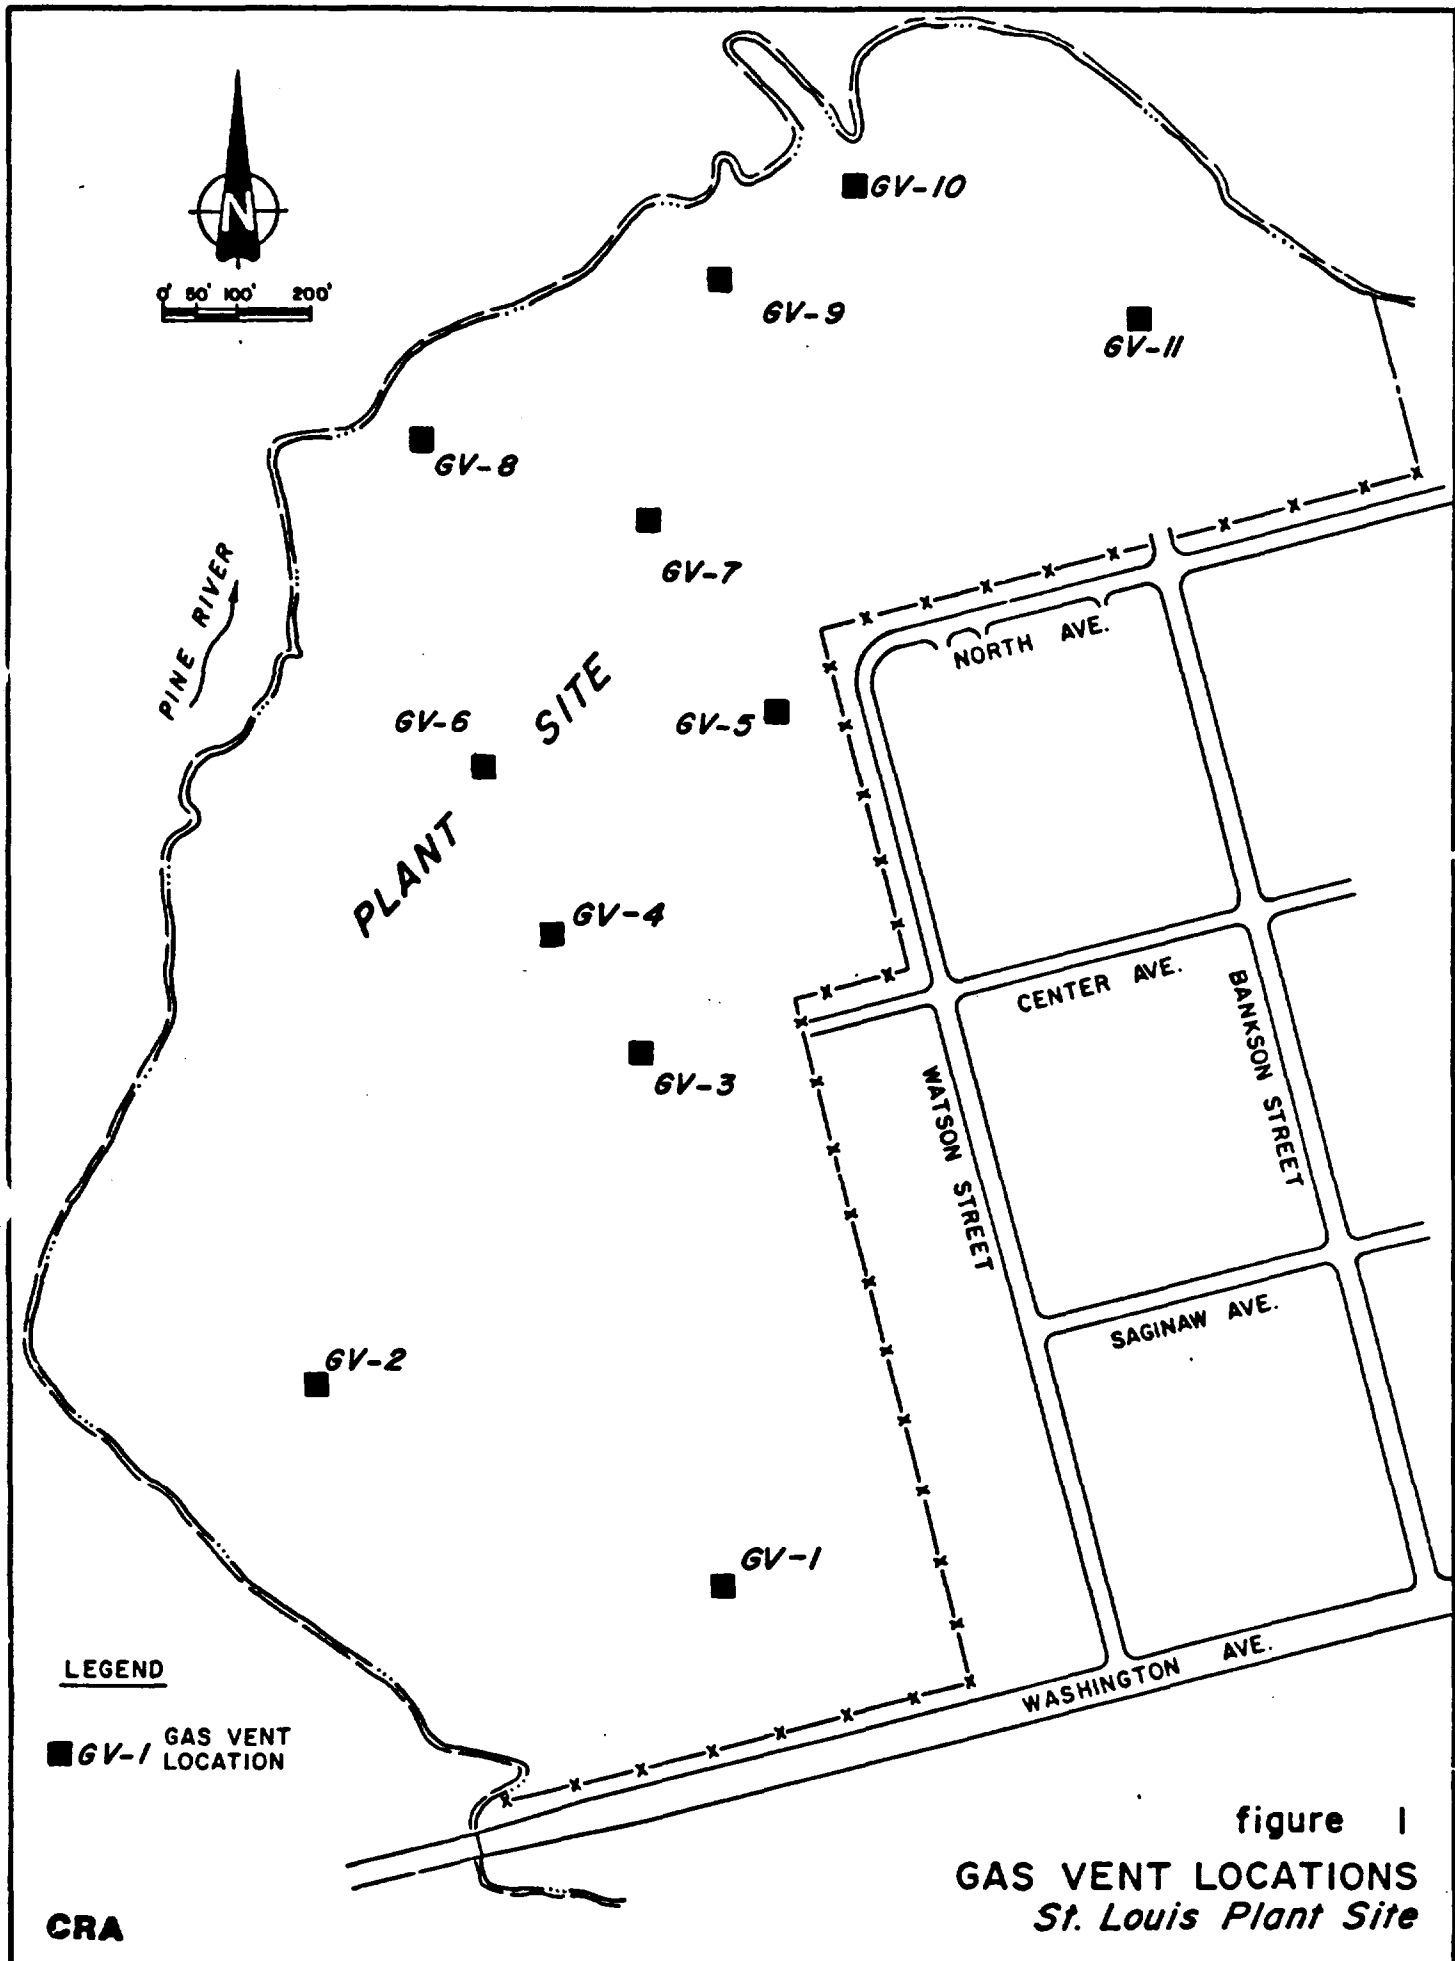 N
0' 50' 100' 200'
GV-10
GV-9
GV-11
GV-8
GV-7
PINE RIVER
NORTH AVE.
GV-6
SITE
GV-5
PLANT
GV-4
CENTER AVE.
BANKSON STREET
GV-3
WATSON STREET
SAGINAW AVE.
GV-2
GV-1
WASHINGTON AVE.
LEGEND
GV-1 GAS VENT
LOCATION
figure 1
GAS VENT LOCATIONS
St. Louis Plant Site
CRA